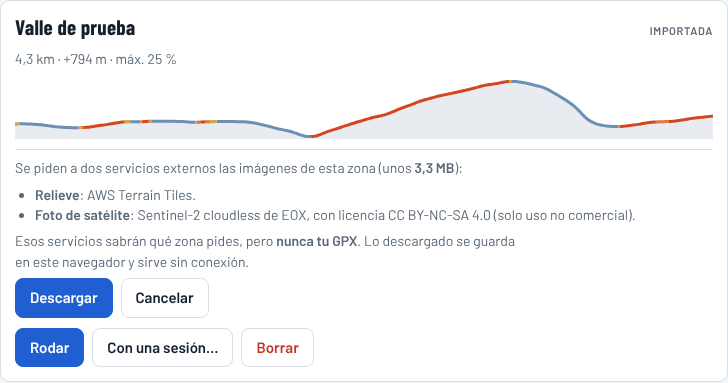 Valle de prueba
IMPORTADA
4,3 km · +794 m · máx. 25 %
Se piden a dos servicios externos las imágenes de esta zona (unos 3,3 MB):
• Relieve: AWS Terrain Tiles.
• Foto de satélite: Sentinel-2 cloudless de EOX, con licencia CC BY-NC-SA 4.0 (solo uso no comercial).
Esos servicios sabrán qué zona pides, pero nunca tu GPX. Lo descargado se guarda
en este navegador y sirve sin conexión.
Descargar
Cancelar
Rodar
Con una sesión...
Borrar